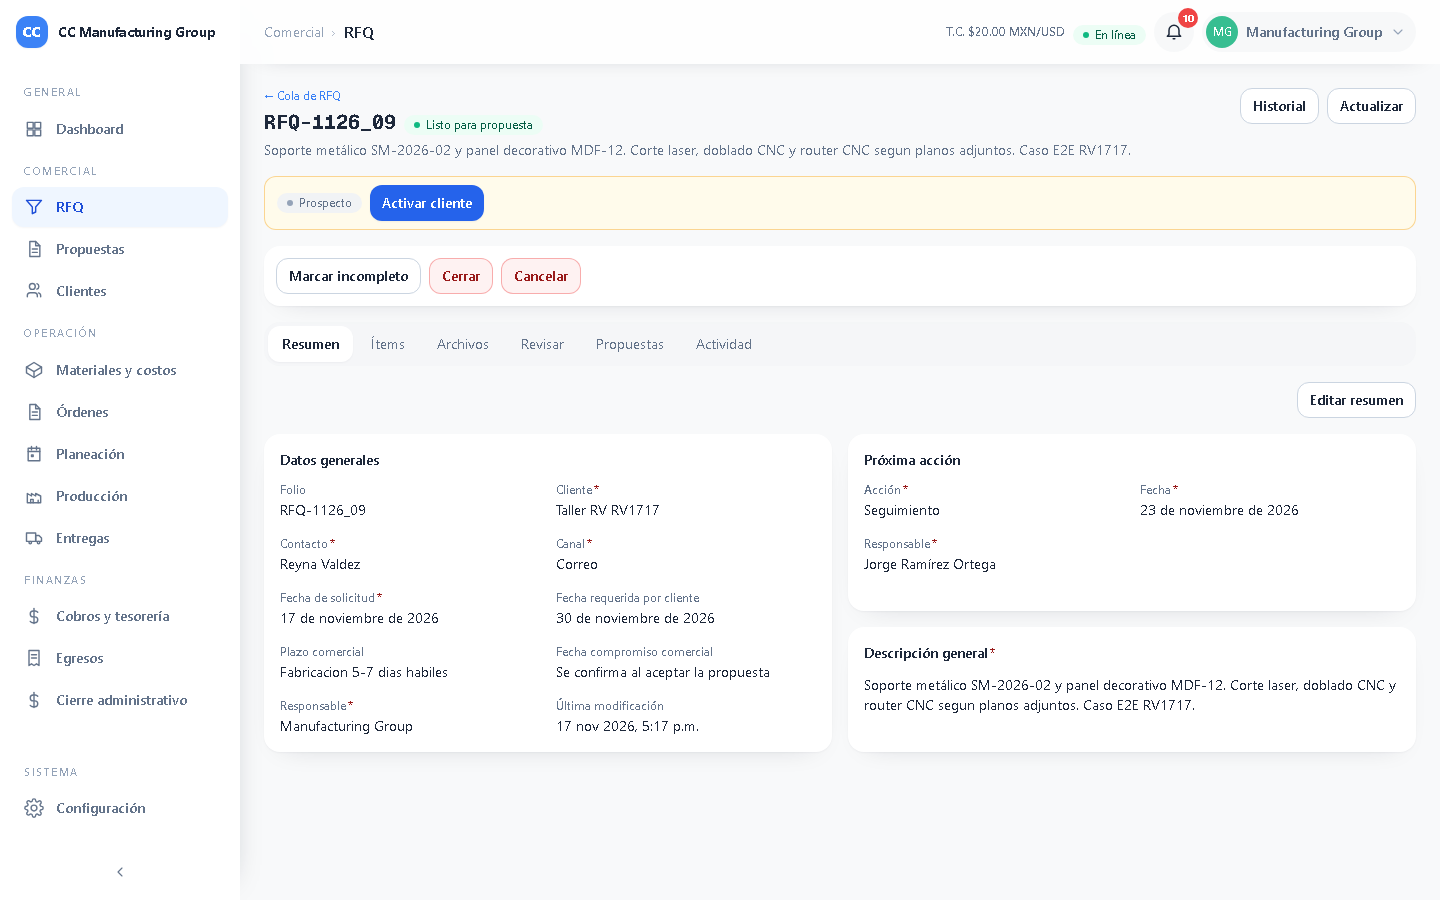 CC
CC Manufacturing Group
GENERAL
Dashboard
COMERCIAL
RFQ
Propuestas
Clientes
OPERACIÓN
Materiales y costos
Órdenes
Planeación
Producción
Entregas
FINANZAS
Cobros y tesorería
Egresos
Cierre administrativo
SISTEMA
Configuración
Comercial › RFQ
T.C. $20.00 MXN/USD
En línea
10
MG
Manufacturing Group
← Cola de RFQ
RFQ-1126_09
Listo para propuesta
Historial
Actualizar
Soporte metálico SM-2026-02 y panel decorativo MDF-12. Corte laser, doblado CNC y router CNC segun planos adjuntos. Caso E2E RV1717.
Prospecto
Activar cliente
Marcar incompleto
Cerrar
Cancelar
Resumen
Ítems
Archivos
Revisar
Propuestas
Actividad
Editar resumen
Datos generales
Folio
RFQ-1126_09
Cliente*
Taller RV RV1717
Contacto*
Reyna Valdez
Canal*
Correo
Fecha de solicitud*
17 de noviembre de 2026
Fecha requerida por cliente
30 de noviembre de 2026
Plazo comercial
Fabricacion 5-7 dias habiles
Fecha compromiso comercial
Se confirma al aceptar la propuesta
Responsable*
Manufacturing Group
Última modificación
17 nov 2026, 5:17 p.m.
Próxima acción
Acción*
Seguimiento
Fecha*
23 de noviembre de 2026
Responsable*
Jorge Ramírez Ortega
Descripción general*
Soporte metálico SM-2026-02 y panel decorativo MDF-12. Corte laser, doblado CNC y
router CNC segun planos adjuntos. Caso E2E RV1717.